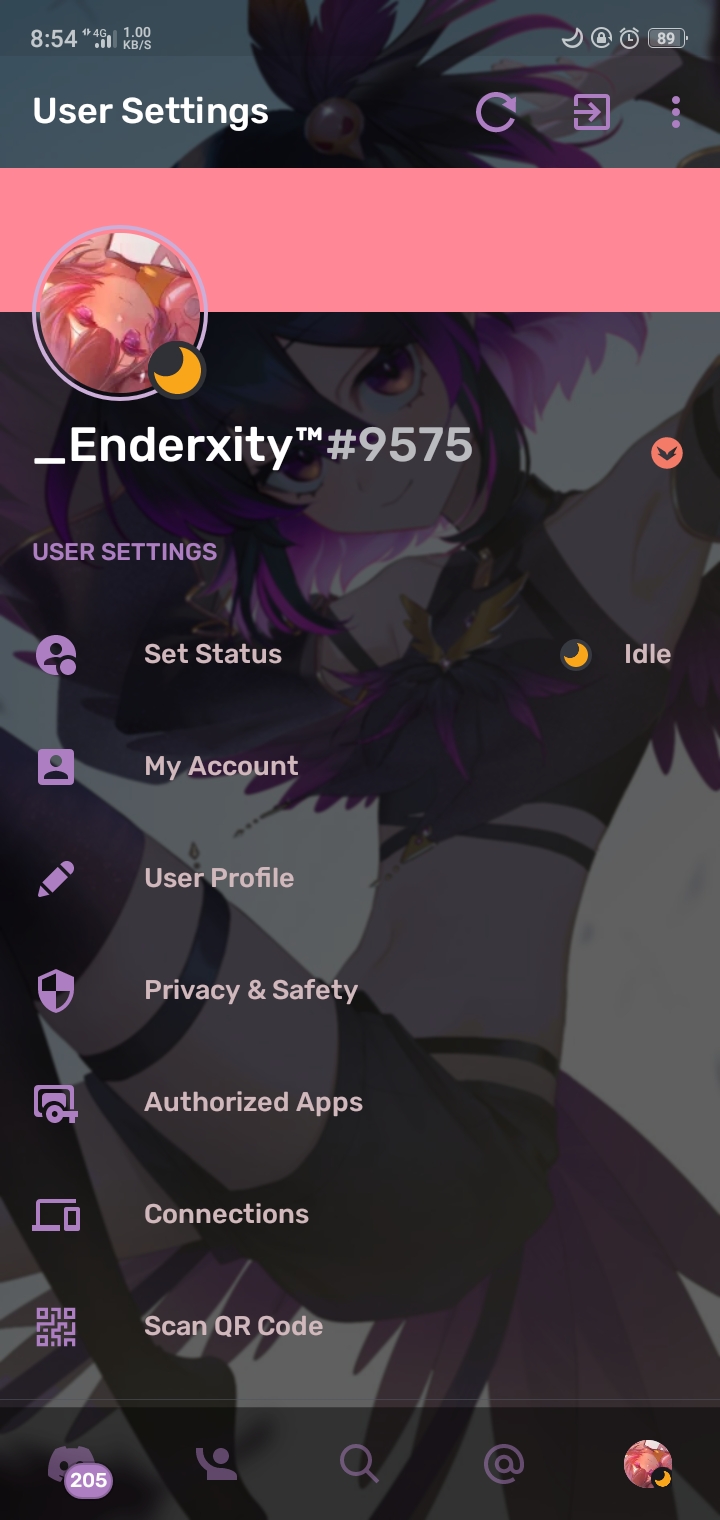 8:54 4G 1.00 KB/S 89
User Settings
_Enderxity™#9575
USER SETTINGS
Set Status Idle
My Account
User Profile
Privacy & Safety
Authorized Apps
Connections
Scan QR Code
205